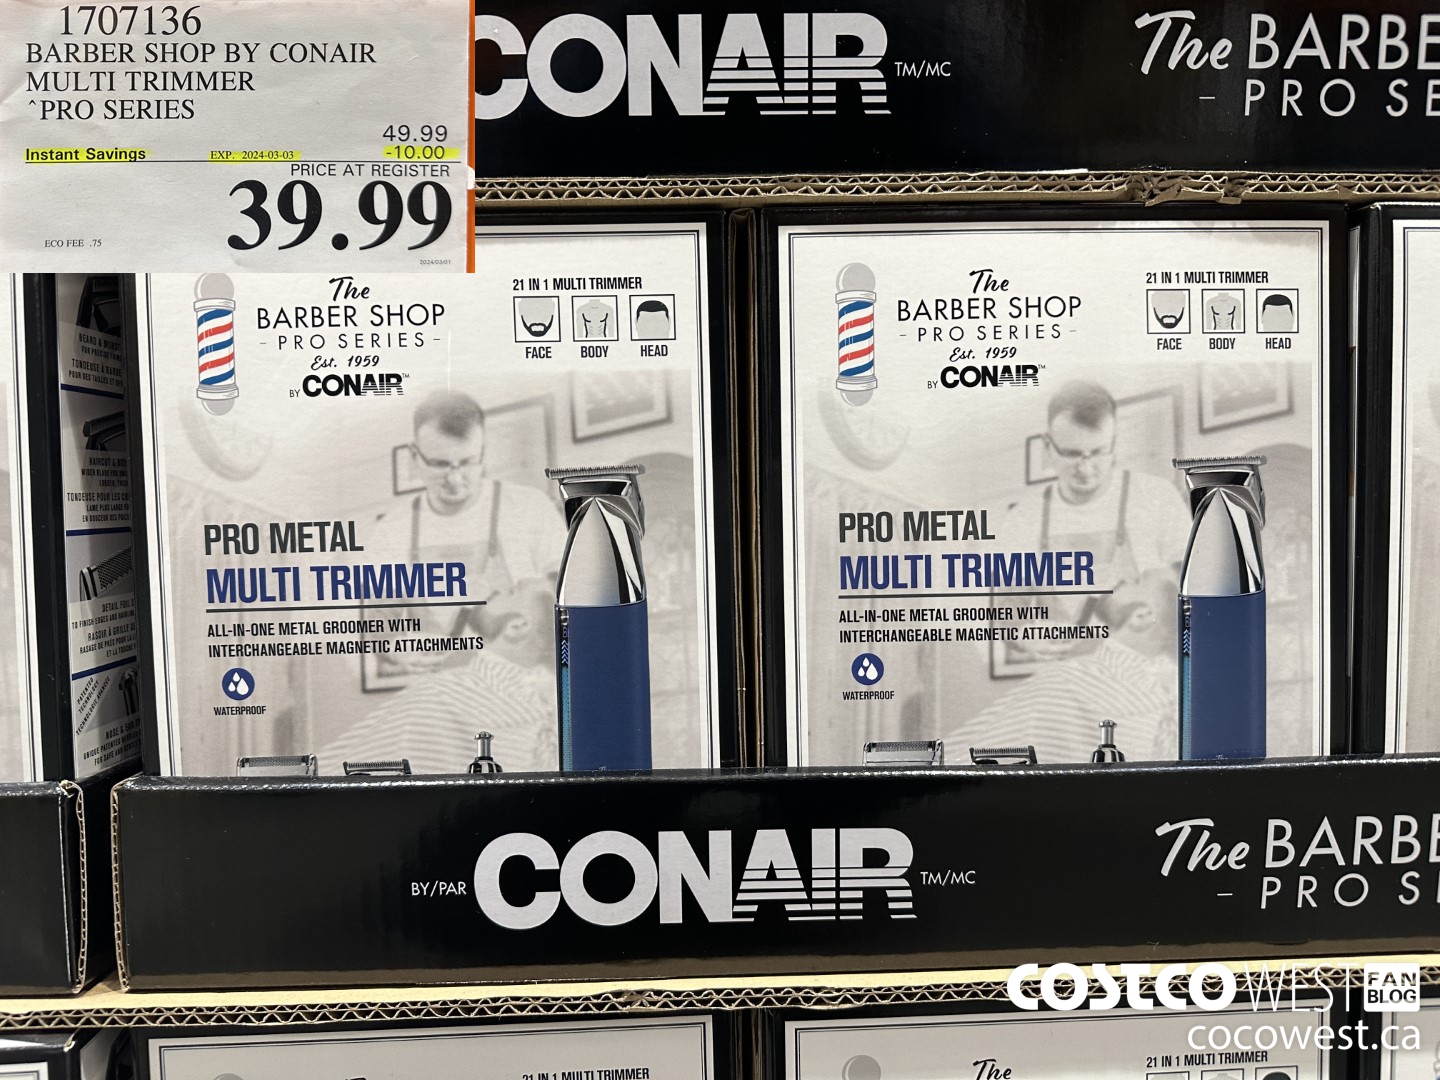 1707136
BARBER SHOP BY CONAIR
MULTI TRIMMER
^PRO SERIES
49.99
Instant Savings EXP. 2024-03-03 -10.00
PRICE AT REGISTER
39.99
ECO FEE .75
2024/03/01
CONAIR TM/MC
The BARBE
- PRO SE
The
BARBER SHOP
- PRO SERIES -
Est. 1959
BY CONAIR™
21 IN 1 MULTI TRIMMER
FACE BODY HEAD
PRO METAL
MULTI TRIMMER
ALL-IN-ONE METAL GROOMER WITH
INTERCHANGEABLE MAGNETIC ATTACHMENTS
WATERPROOF
The
BARBER SHOP
- PRO SERIES -
Est. 1959
BY CONAIR™
21 IN 1 MULTI TRIMMER
FACE BODY HEAD
PRO METAL
MULTI TRIMMER
ALL-IN-ONE METAL GROOMER WITH
INTERCHANGEABLE MAGNETIC ATTACHMENTS
WATERPROOF
BY/PAR CONAIR TM/MC
The BARBE
- PRO S
COSTCO WEST FAN BLOG
cocowest.ca
21 IN 1 MULTI TRIMMER
The
21 IN 1 MULTI TRIMMER